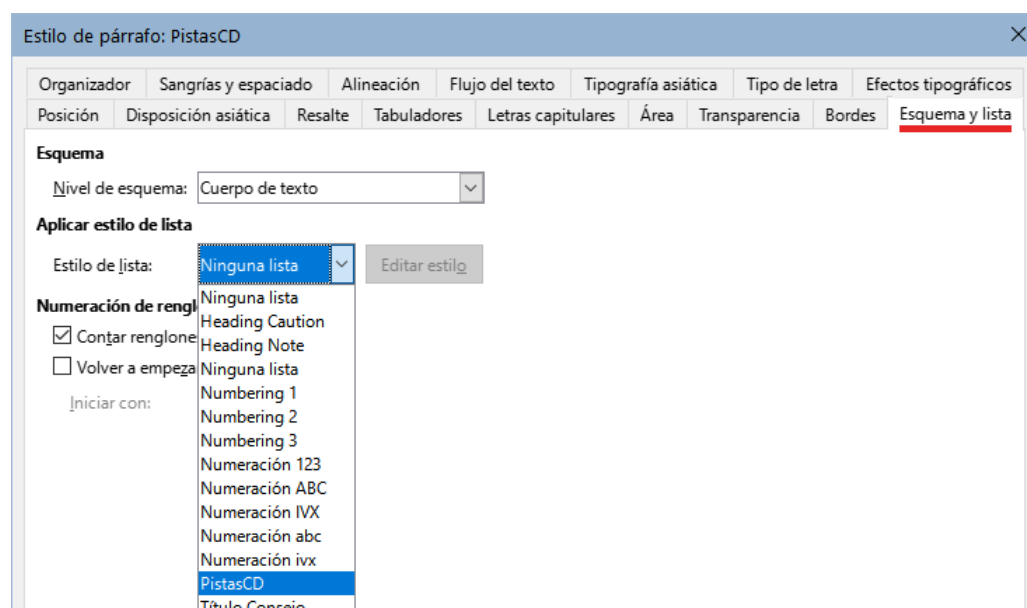 Estilo de párrafo: PistasCD
Organizador Sangrías y espaciado Alineación Flujo del texto Tipografía asiática Tipo de letra Efectos tipográficos
Posición Disposición asiática Resalte Tabuladores Letras capitulares Área Transparencia Bordes Esquema y lista
Esquema
Nivel de esquema: Cuerpo de texto
Aplicar estilo de lista
Estilo de lista: Ninguna lista Editar estilo
Ninguna lista
Numeración de rengl
Heading Caution
Contar renglone
Heading Note
Volver a empeza
Ninguna lista
Numbering 1
Iniciar con:
Numbering 2
Numbering 3
Numeración 123
Numeración ABC
Numeración IVX
Numeración abc
Numeración ivx
PistasCD
Título Consejo